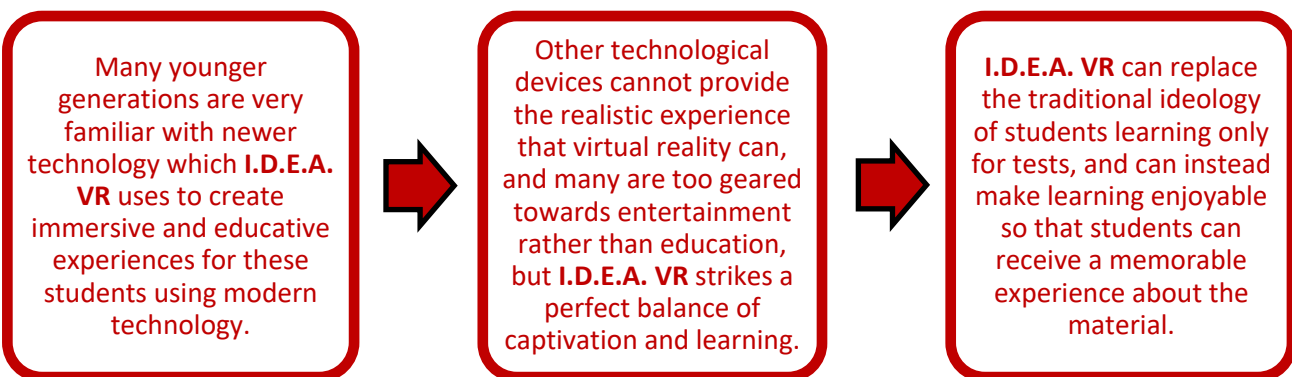 Many younger
generations are very
familiar with newer
technology which I.D.E.A.
VR uses to create
immersive and educative
experiences for these
students using modern
technology.
Other technological
devices cannot provide
the realistic experience
that virtual reality can,
and many are too geared
towards entertainment
rather than education,
but I.D.E.A. VR strikes a
perfect balance of
captivation and learning.
I.D.E.A. VR can replace
the traditional ideology
of students learning only
for tests, and can instead
make learning enjoyable
so that students can
receive a memorable
experience about the
material.